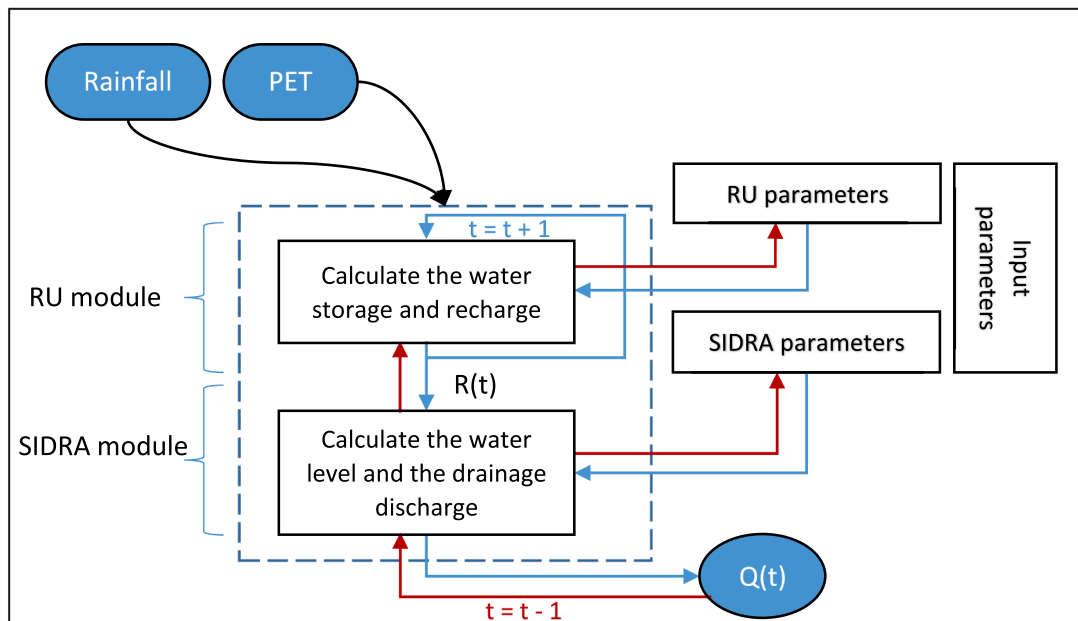 Rainfall
PET
RU parameters
Input
parameters
t = t + 1
Calculate the water
storage and recharge
RU module
SIDRA parameters
R(t)
SIDRA module
Calculate the water
level and the drainage
discharge
Q(t)
t = t - 1